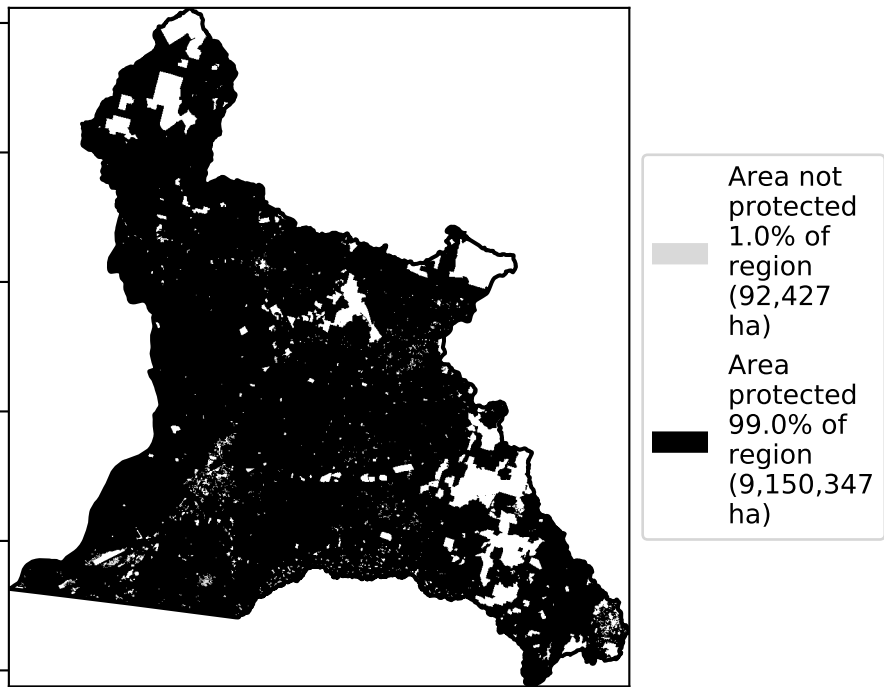 Area not
protected
1.0% of
region
(92,427
ha)
Area
protected
99.0% of
region
(9,150,347
ha)